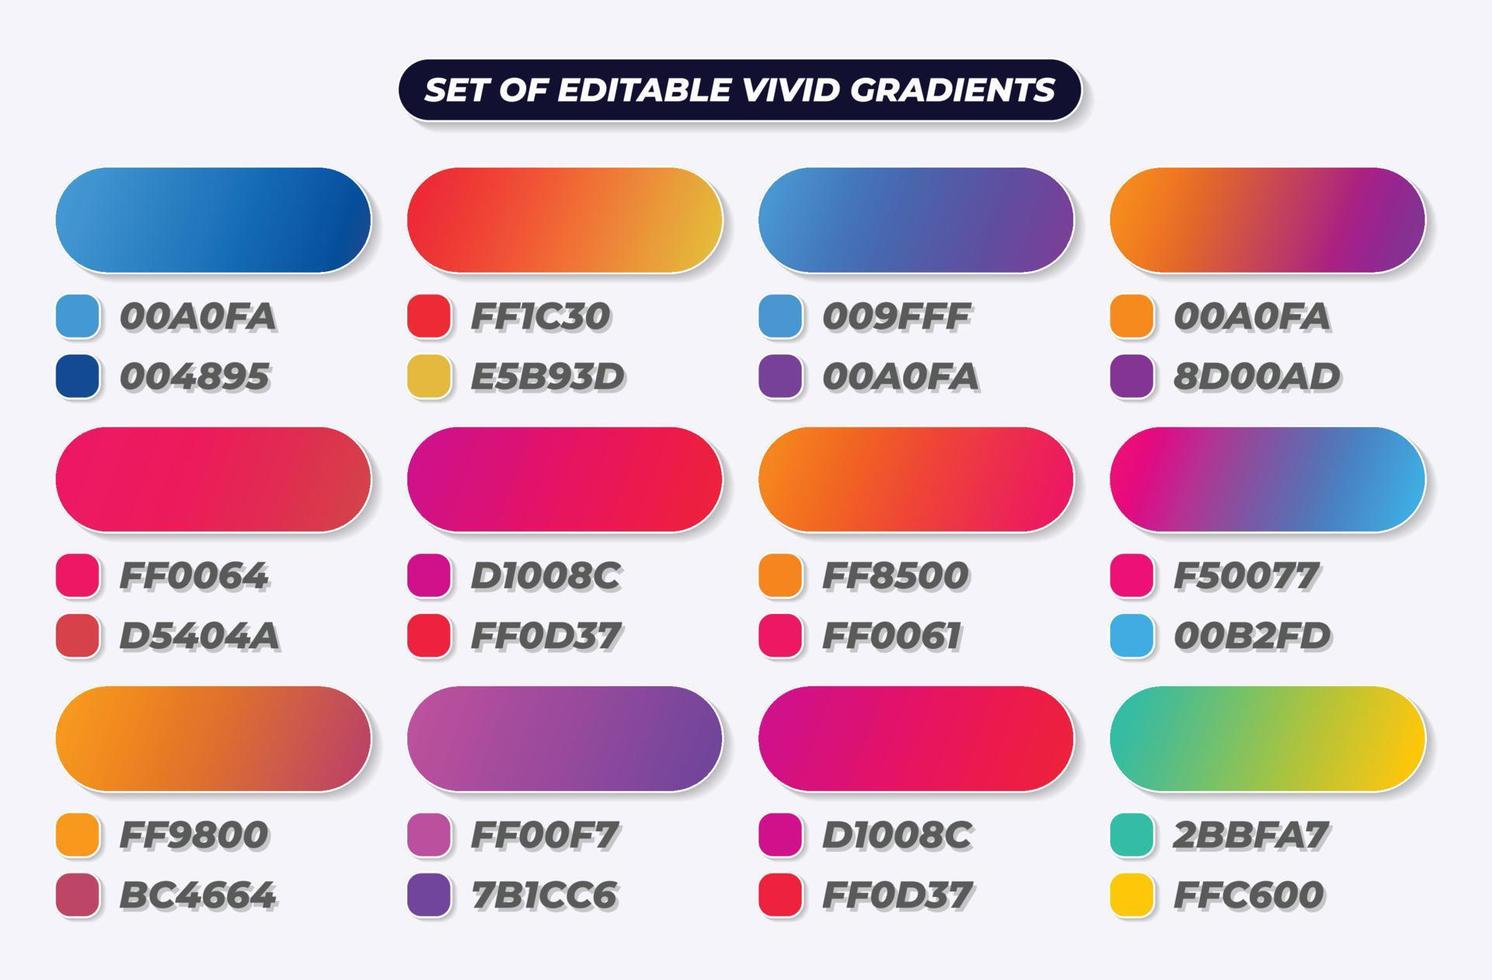 SET OF EDITABLE VIVID GRADIENTS
00A0FA
004895
FF1C30
E5B93D
009FFF
00A0FA
00A0FA
8D00AD
FF0064
D5404A
D1008C
FF0D37
FF8500
FF0061
F50077
00B2FD
FF9800
BC4664
FF00F7
7B1CC6
D1008C
FF0D37
2BBFA7
FFC600